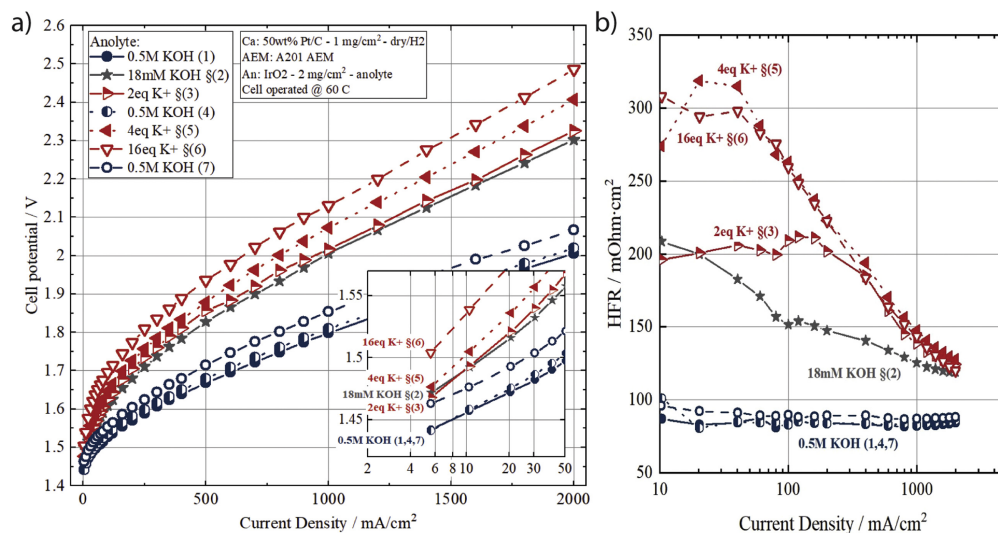 a)
2.6
2.5
2.4
2.3
2.2
2.1
2.0
1.9
1.8
1.7
1.6
1.5
1.4
Cell potential / V
Anolyte:
0.5M KOH (1)
18mM KOH §(2)
2eq K+ §(3)
0.5M KOH (4)
4eq K+ §(5)
16eq K+ §(6)
0.5M KOH (7)
Ca: 50wt% Pt/C - 1 mg/cm² - dry/H2
AEM: A201 AEM
An: IrO2 - 2 mg/cm² - anolyte
Cell operated @ 60 C
1.55
1.5
1.45
16eq K+ §(6)
4eq K+ §(5)
18mM KOH §(2)
2eq K+ §(3)
0.5M KOH (1,4,7)
2 4 6 8 10 20 30 50
0 500 1000 1500 2000
Current Density / mA/cm²
b)
350
300
250
200
150
100
50
HFR / mOhm·cm²
4eq K+ §(5)
16eq K+ §(6)
2eq K+ §(3)
18mM KOH §(2)
0.5M KOH (1,4,7)
10 100 1000
Current Density / mA/cm²